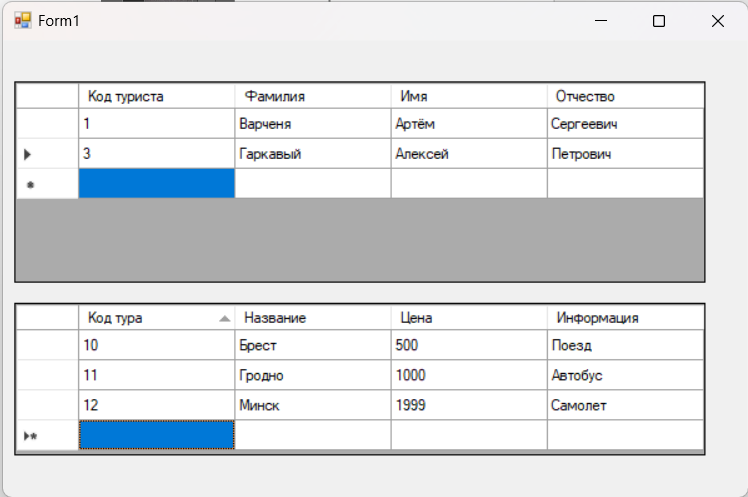 Form1
Код туриста Фамилия Имя Отчество
1 Варченя Артём Сергеевич
3 Гаркавый Алексей Петрович
Код тура Название Цена Информация
10 Брест 500 Поезд
11 Гродно 1000 Автобус
12 Минск 1999 Самолет